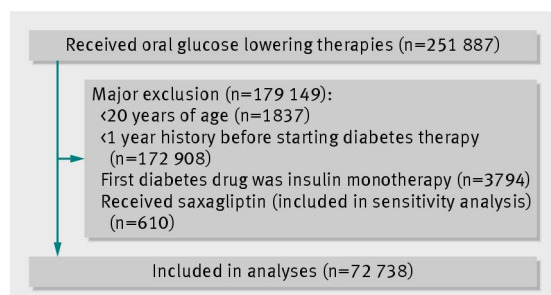 Received oral glucose lowering therapies (n=251 887)
Major exclusion (n=179 149):
<20 years of age (n=1837)
<1 year history before starting diabetes therapy
(n=172 908)
First diabetes drug was insulin monotherapy (n=3794)
Received saxagliptin (included in sensitivity analysis)
(n=610)
Included in analyses (n=72 738)